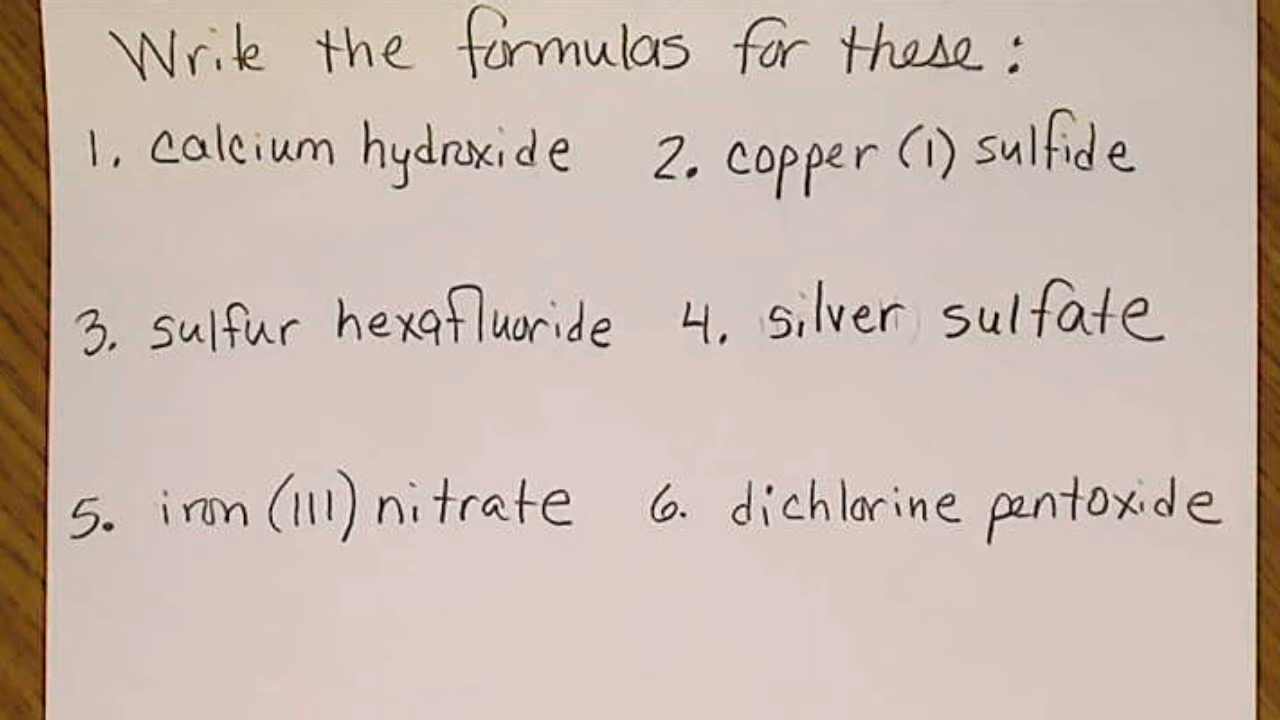 Write the formulas for these:
1. calcium hydroxide 2. copper (I) sulfide
3. sulfur hexafluoride 4. silver sulfate
5. iron (III) nitrate 6. dichlorine pentoxide